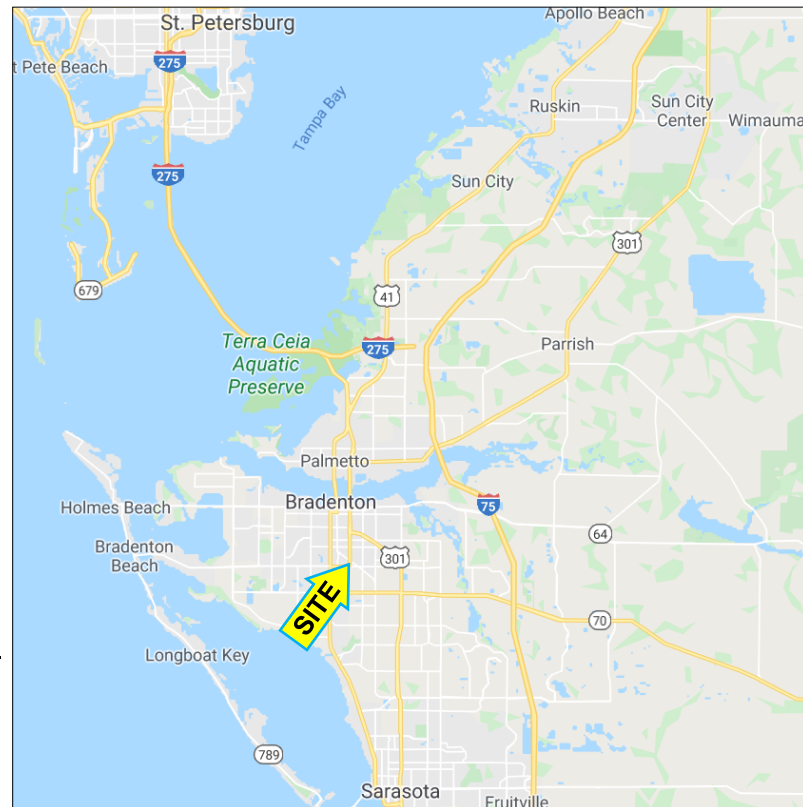 St. Petersburg
Apollo Beach
275
t Pete Beach
Ruskin
Sun City
Center
Wimauma
Tampa Bay
275
Sun City
301
679
41
Terra Ceia
Aquatic
Preserve
275
Parrish
Palmetto
Bradenton
Holmes Beach
75
64
Bradenton
Beach
301
SITE
70
Longboat Key
789
Sarasota
Fruitville